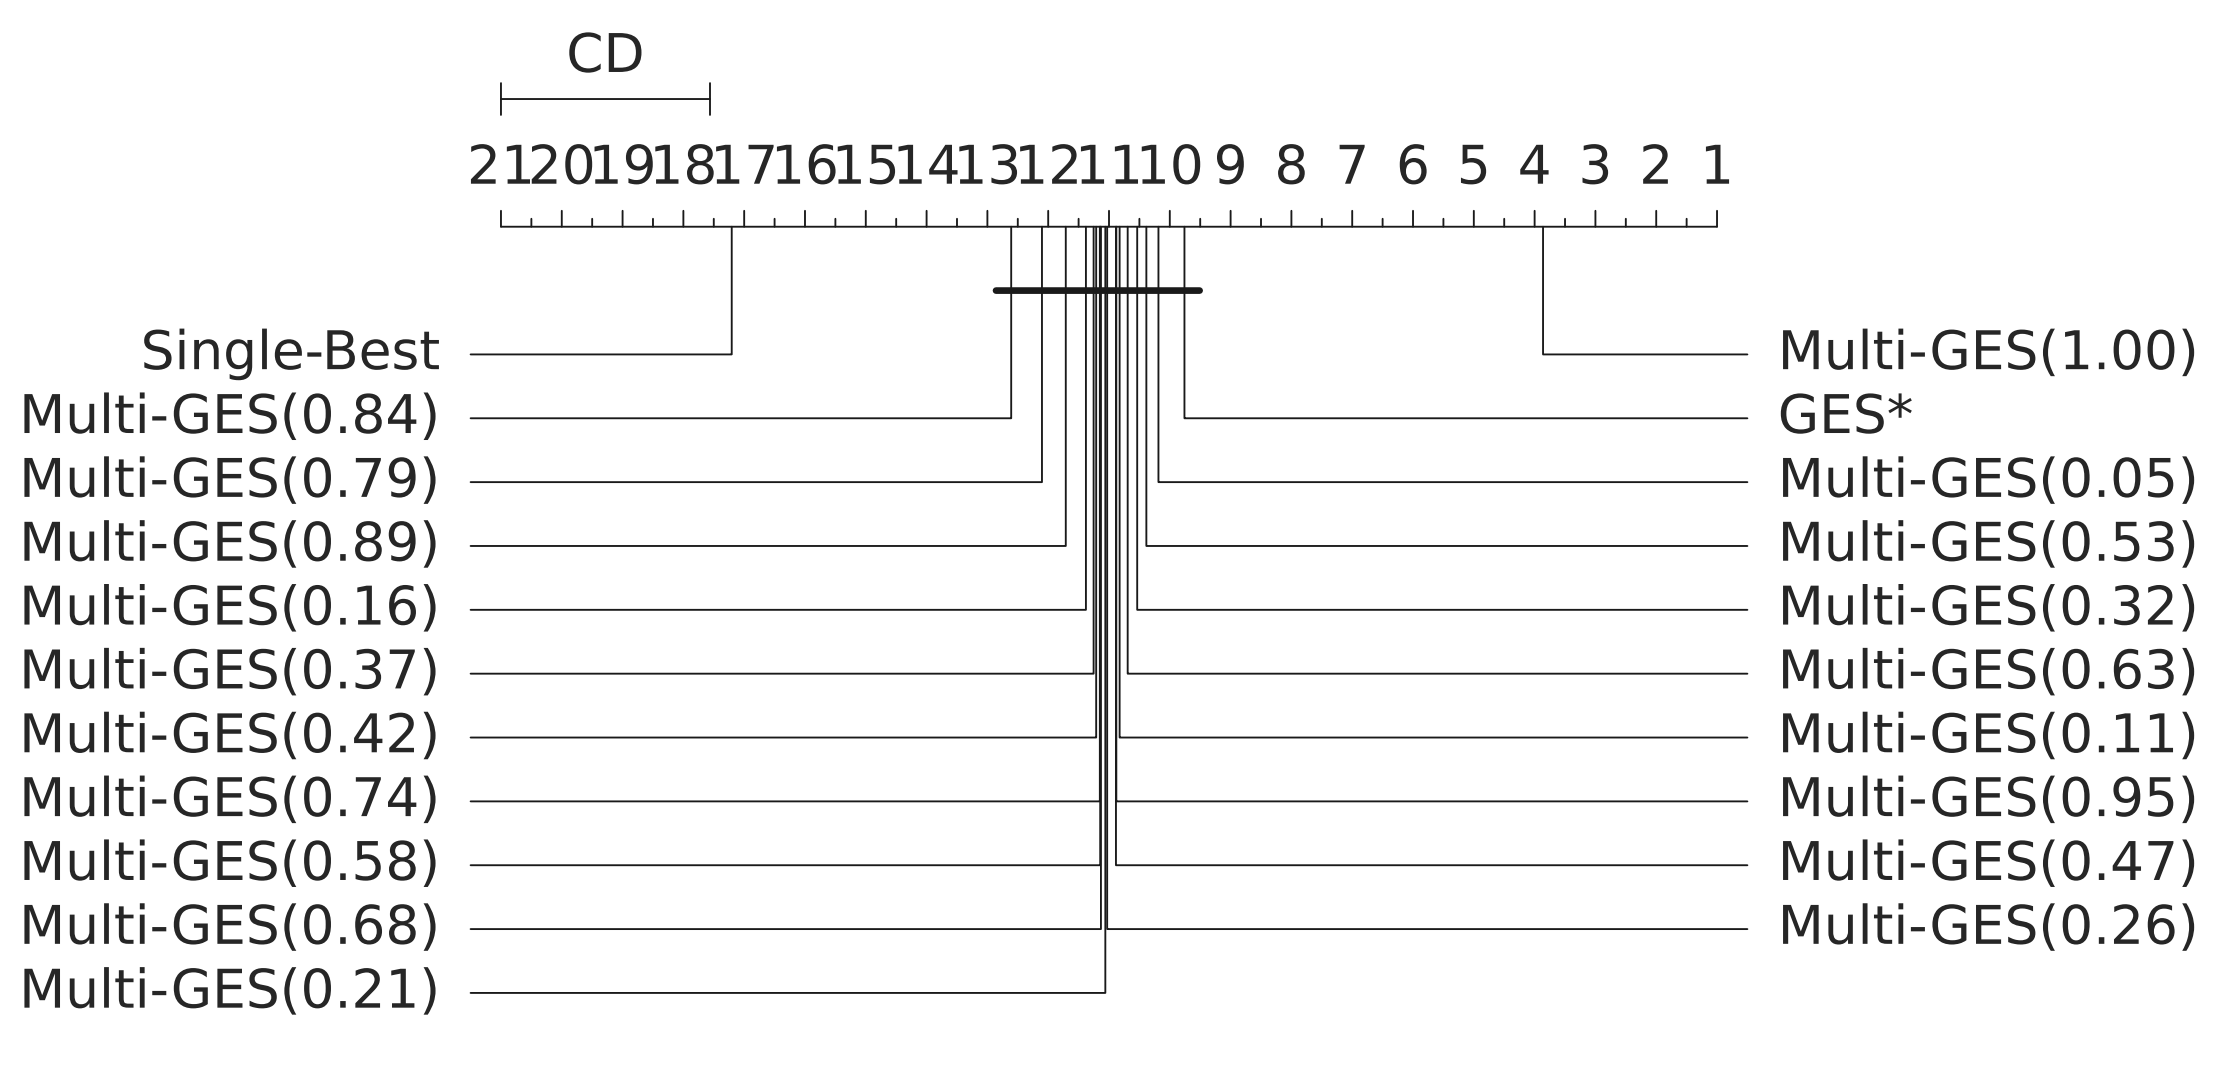 CD
21 20 19 18 17 16 15 14 13 12 11 10 9 8 7 6 5 4 3 2 1
Single-Best
Multi-GES(0.84)
Multi-GES(0.79)
Multi-GES(0.89)
Multi-GES(0.16)
Multi-GES(0.37)
Multi-GES(0.42)
Multi-GES(0.74)
Multi-GES(0.58)
Multi-GES(0.68)
Multi-GES(0.21)
Multi-GES(1.00)
GES*
Multi-GES(0.05)
Multi-GES(0.53)
Multi-GES(0.32)
Multi-GES(0.63)
Multi-GES(0.11)
Multi-GES(0.95)
Multi-GES(0.47)
Multi-GES(0.26)